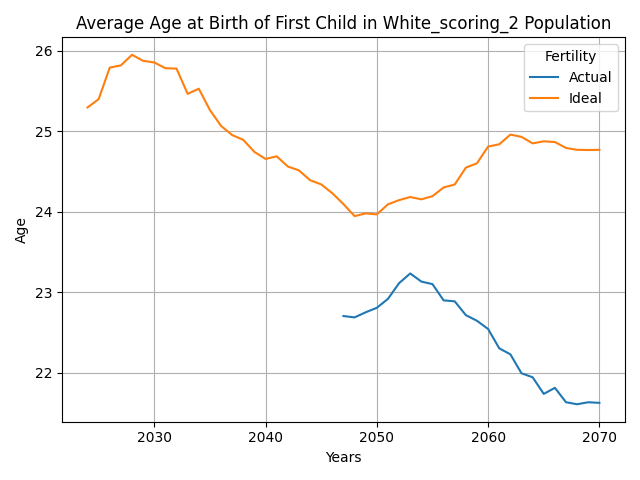 Average Age at Birth of First Child in White_scoring_2 Population
Fertility
Actual
Ideal
26
25
24
23
22
Age
2030
2040
2050
2060
2070
Years